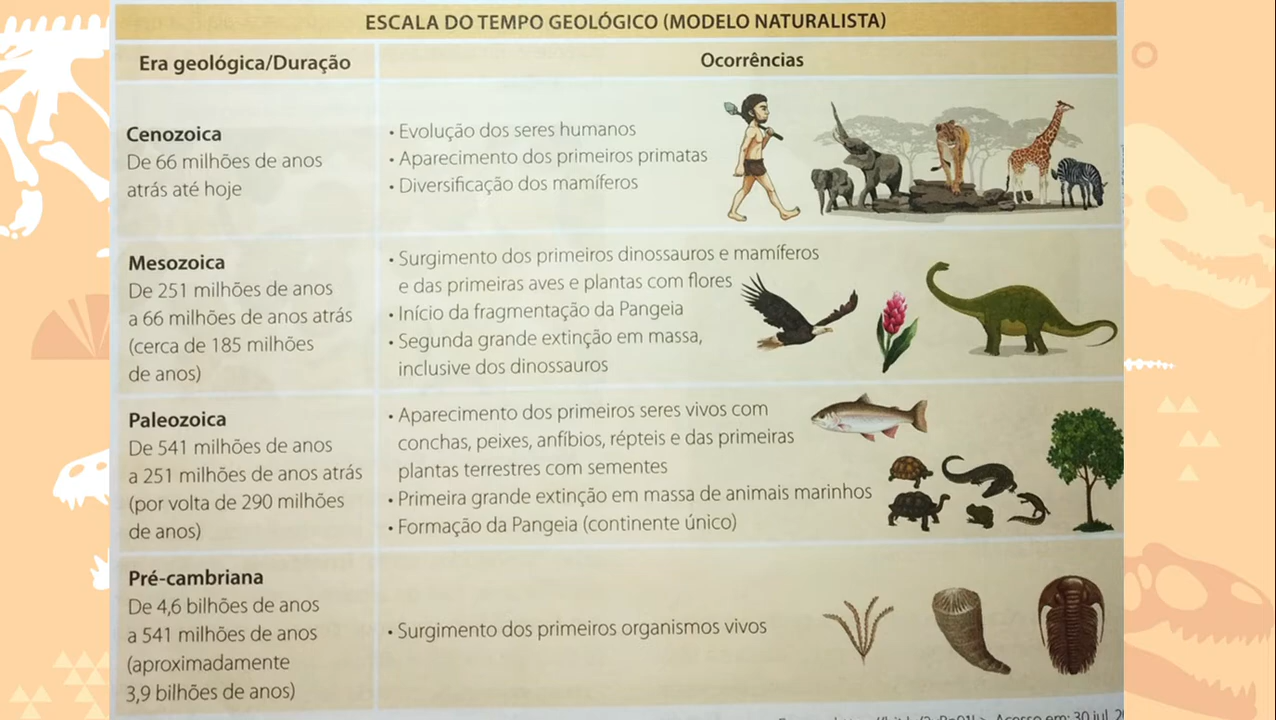 ESCALA DO TEMPO GEOLÓGICO (MODELO NATURALISTA)
Era geológica/Duração
Ocorrências
Cenozoica
De 66 milhões de anos
atrás até hoje
• Evolução dos seres humanos
• Aparecimento dos primeiros primatas
• Diversificação dos mamíferos
Mesozoica
De 251 milhões de anos
a 66 milhões de anos atrás
(cerca de 185 milhões
de anos)
• Surgimento dos primeiros dinossauros e mamíferos
e das primeiras aves e plantas com flores
• Início da fragmentação da Pangeia
• Segunda grande extinção em massa,
inclusive dos dinossauros
Paleozoica
De 541 milhões de anos
a 251 milhões de anos atrás
(por volta de 290 milhões
de anos)
• Aparecimento dos primeiros seres vivos com
conchas, peixes, anfíbios, répteis e das primeiras
plantas terrestres com sementes
• Primeira grande extinção em massa de animais marinhos
• Formação da Pangeia (continente único)
Pré-cambriana
De 4,6 bilhões de anos
a 541 milhões de anos
(aproximadamente
3,9 bilhões de anos)
• Surgimento dos primeiros organismos vivos
Acesso em: 30 jul.